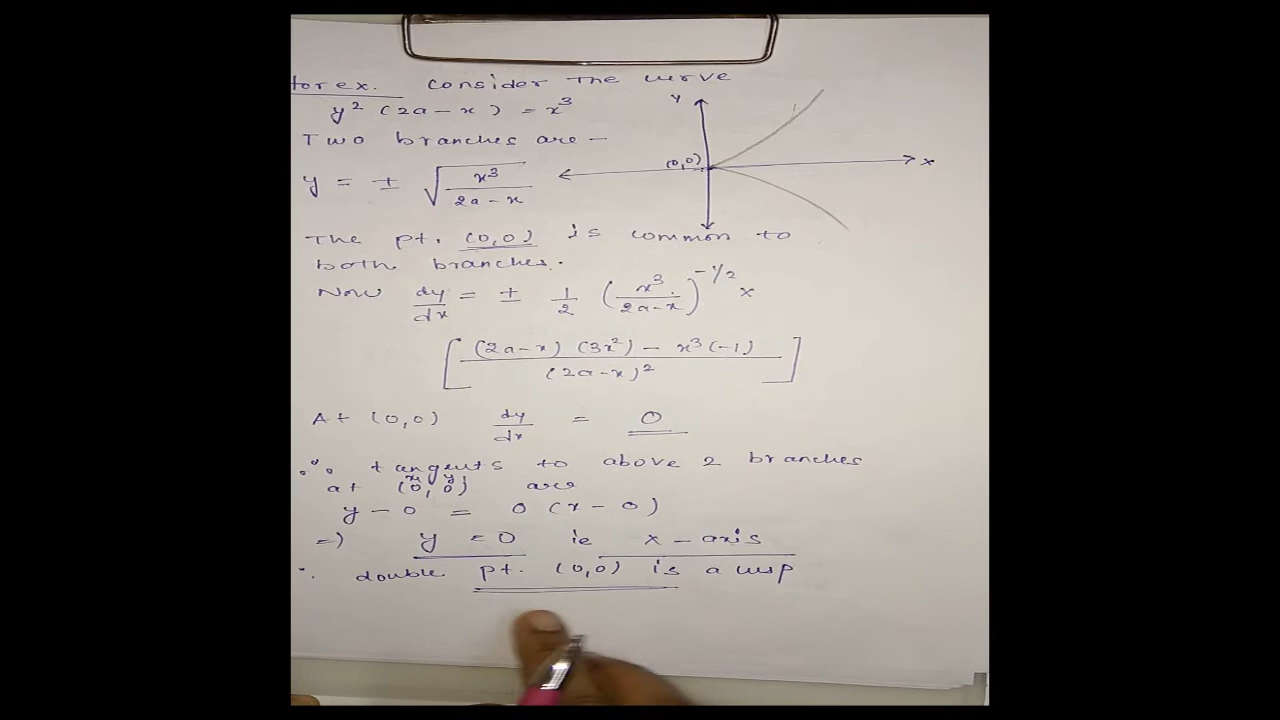 for ex. Consider the curve
y² (2a - x) = x³
Two branches are -
y = ± √(x³ / (2a - x))
Y
(0,0)
X
The pt. (0,0) is common to
both branches.
Now dy/dx = ± 1/2 (x³ / (2a-x))^(-1/2) x
[((2a-x) (3x²) - x³(-1)) / (2a-x)²]
At (0,0) dy/dx = 0
∴ tangents to above 2 branches
x y
at (0,0) are
y - 0 = 0 (x - 0)
=) y = 0 ie x - axis
∴ double pt. (0,0) is a cusp